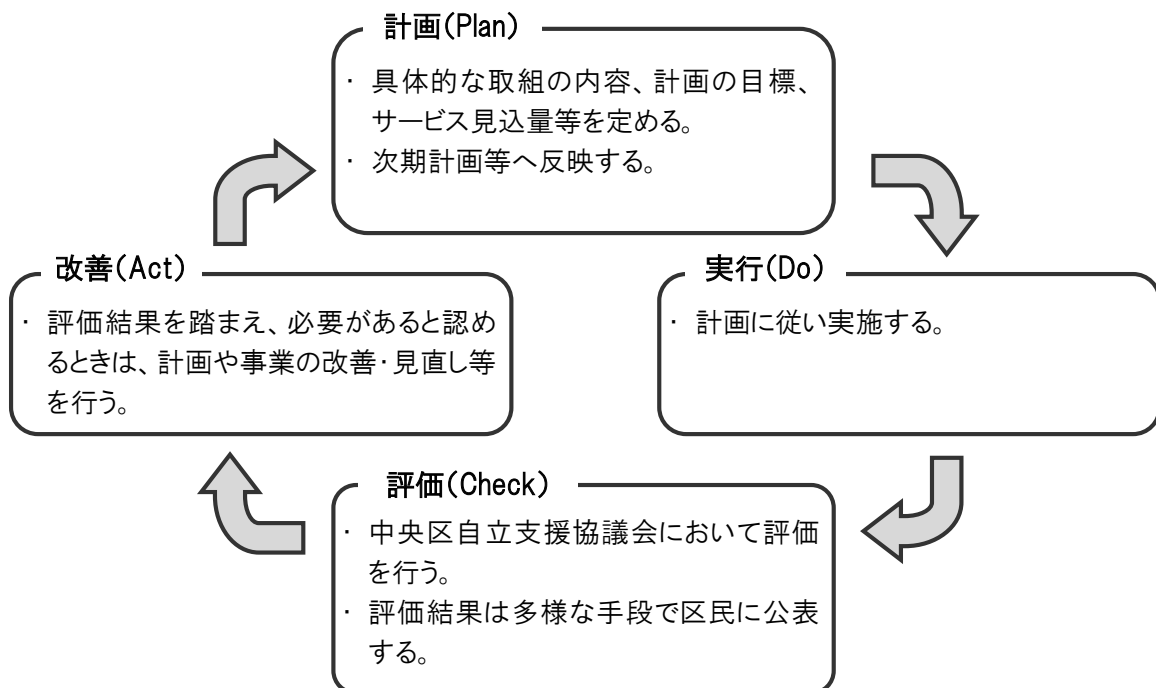 計画(Plan)
・ 具体的な取組の内容、計画の目標、
サービス見込量等を定める。
・ 次期計画等へ反映する。
実行(Do)
・ 計画に従い実施する。
評価(Check)
・ 中央区自立支援協議会において評価
を行う。
・ 評価結果は多様な手段で区民に公表
する。
改善(Act)
・ 評価結果を踏まえ、必要があると認め
るときは、計画や事業の改善・見直し等
を行う。